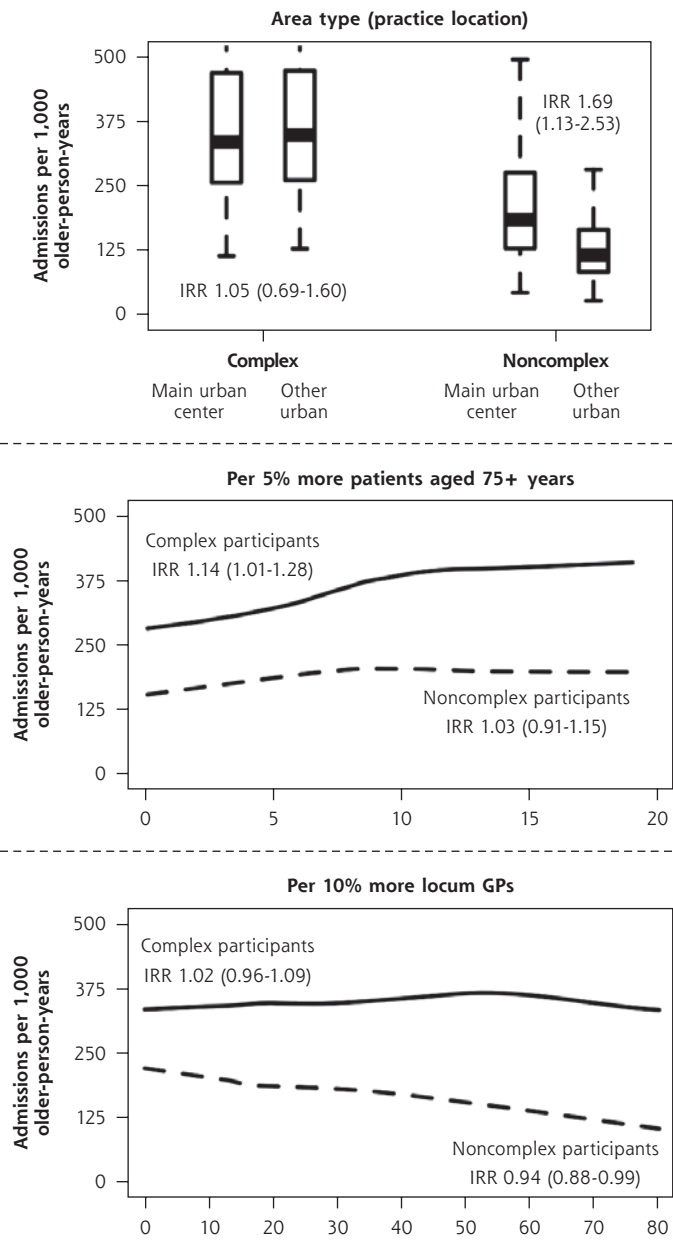 Area type (practice location)
Admissions per 1,000
older-person-years
500
375
250
125
0
IRR 1.69
(1.13-2.53)
IRR 1.05 (0.69-1.60)
Complex
Noncomplex
Main urban
center
Other
urban
Main urban
center
Other
urban
Per 5% more patients aged 75+ years
Admissions per 1,000
older-person-years
500
375
250
125
0
Complex participants
IRR 1.14 (1.01-1.28)
Noncomplex participants
IRR 1.03 (0.91-1.15)
0 5 10 15 20
Per 10% more locum GPs
Admissions per 1,000
older-person-years
500
375
250
125
0
Complex participants
IRR 1.02 (0.96-1.09)
Noncomplex participants
IRR 0.94 (0.88-0.99)
0 10 20 30 40 50 60 70 80